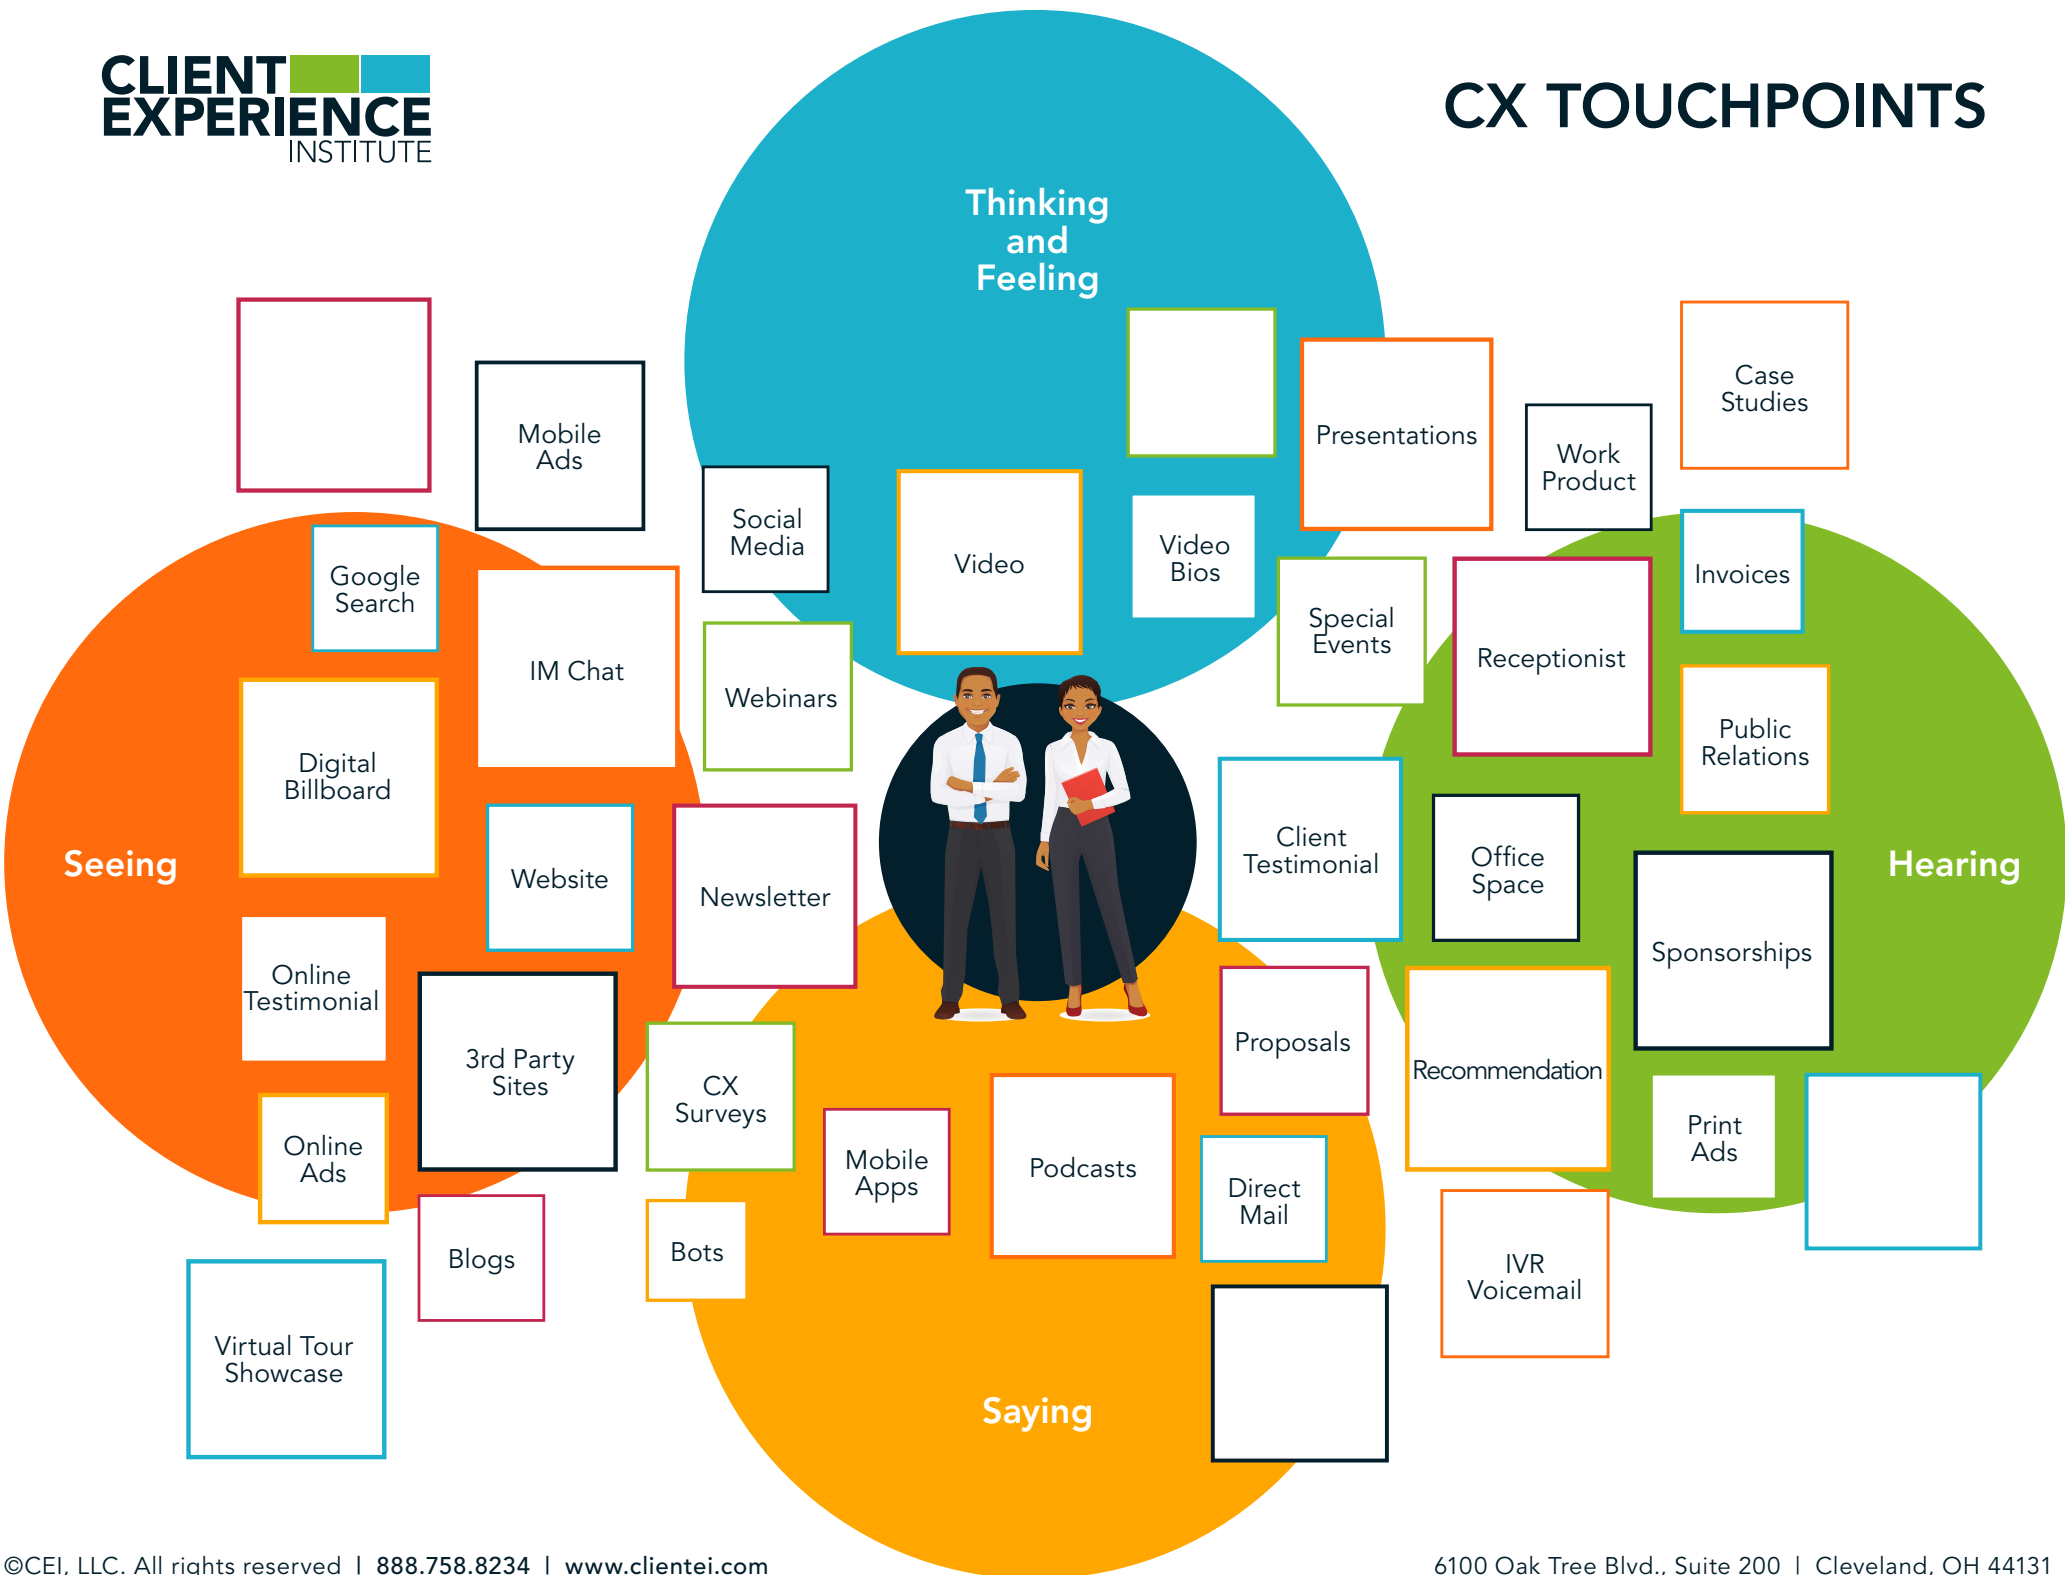 CLIENT
EXPERIENCE
INSTITUTE
CX TOUCHPOINTS
Thinking
and
Feeling
Mobile
Ads
Social
Media
Video
Video
Bios
Presentations
Work
Product
Case
Studies
Google
Search
IM Chat
Webinars
Special
Events
Receptionist
Invoices
Public
Relations
Digital
Billboard
Seeing
Website
Newsletter
Client
Testimonial
Office
Space
Sponsorships
Hearing
Online
Testimonial
3rd Party
Sites
CX
Surveys
Proposals
Recommendation
Online
Ads
Mobile
Apps
Podcasts
Direct
Mail
Print
Ads
Blogs
Bots
IVR
Voicemail
Virtual Tour
Showcase
Saying
©CEI, LLC. All rights reserved | 888.758.8234 | www.clientei.com
6100 Oak Tree Blvd., Suite 200 | Cleveland, OH 44131